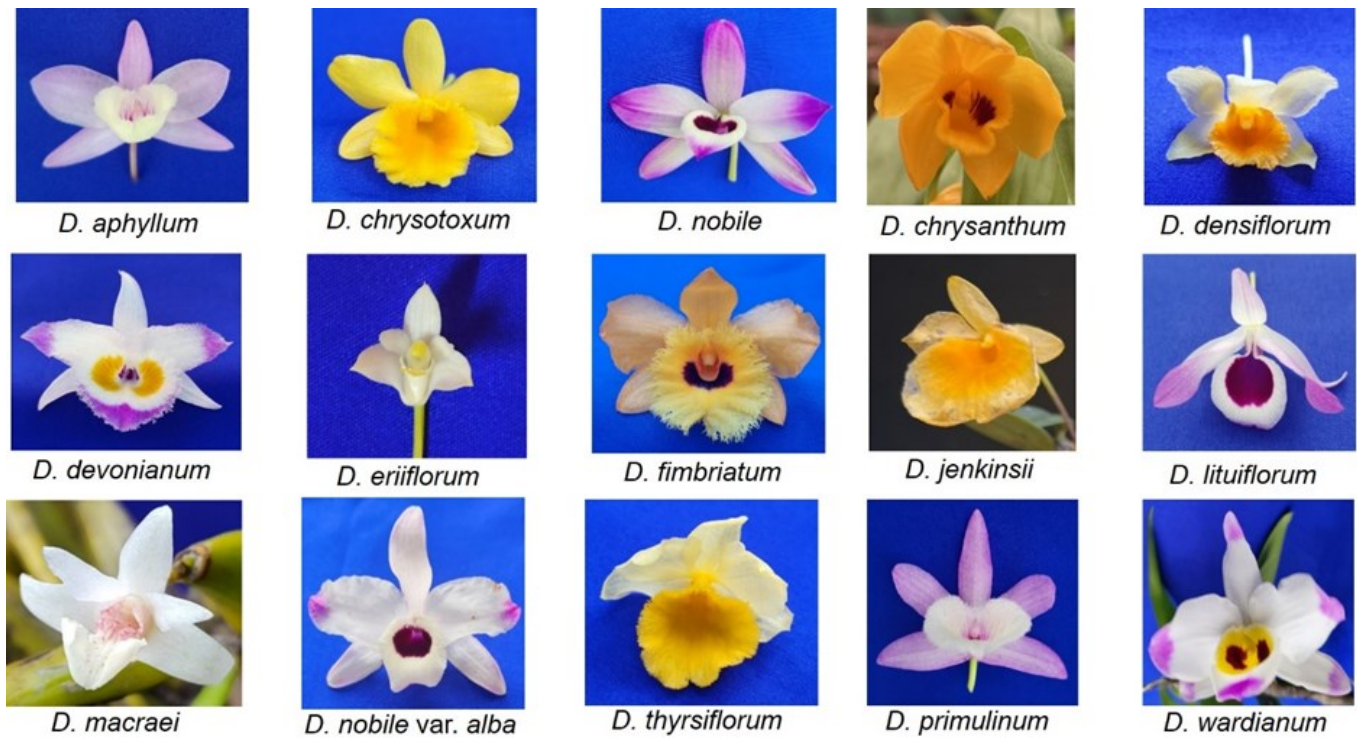 D. aphyllum
D. chrysotoxum
D. nobile
D. chrysanthum
D. densiflorum
D. devonianum
D. eriiflorum
D. fimbriatum
D. jenkinsii
D. lituiflorum
D. macraei
D. nobile var. alba
D. thyrsiflorum
D. primulinum
D. wardianum